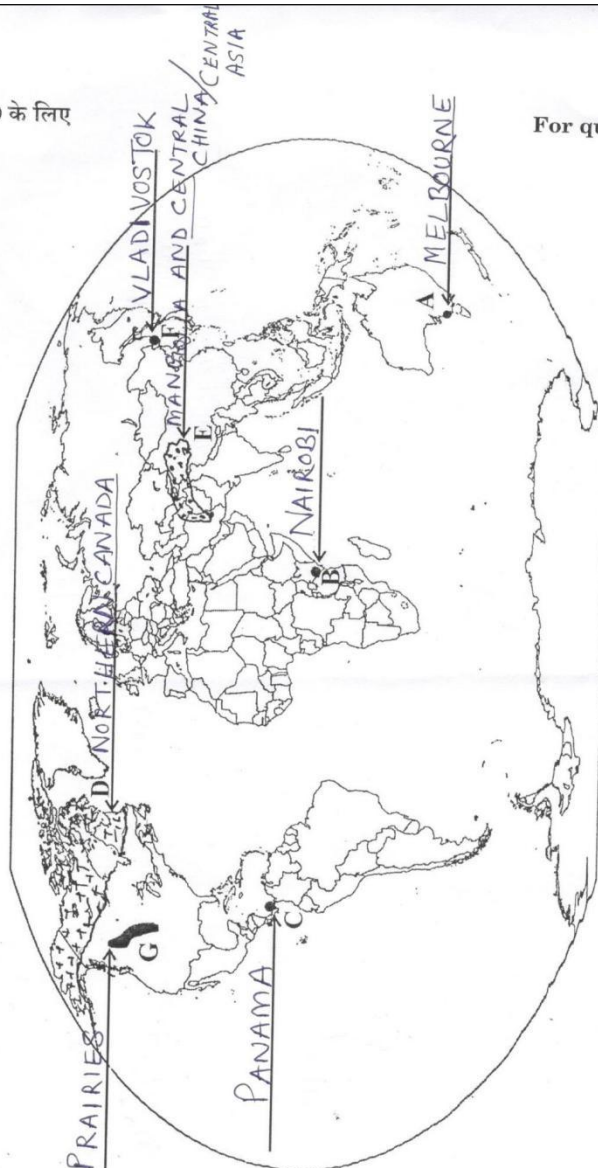 के लिए
For qu
VLADIVOSTOK
MANGOLIA AND CENTRAL/
CHINA/CENTRAL
ASIA
MELBOURNE
NORTHERN CANADA
NAIROBI
PRAIRIES
PANAMA
A
B
C
D
E
F
G